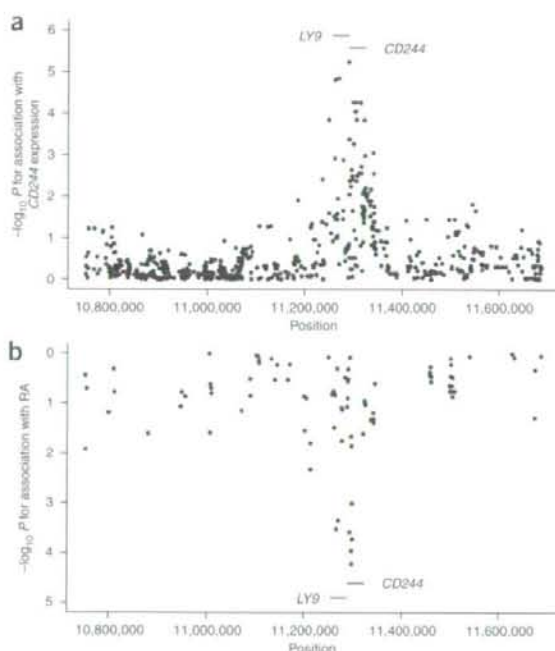 a
–log₁₀ P for association with
CD244 expression
6
5
4
3
2
1
0
LY9
CD244
10,800,000 11,000,000 11,200,000 11,400,000 11,600,000
Position
b
–log₁₀ P for association with RA
0
1
2
3
4
5
CD244
LY9
10,800,000 11,000,000 11,200,000 11,400,000 11,600,000
Position